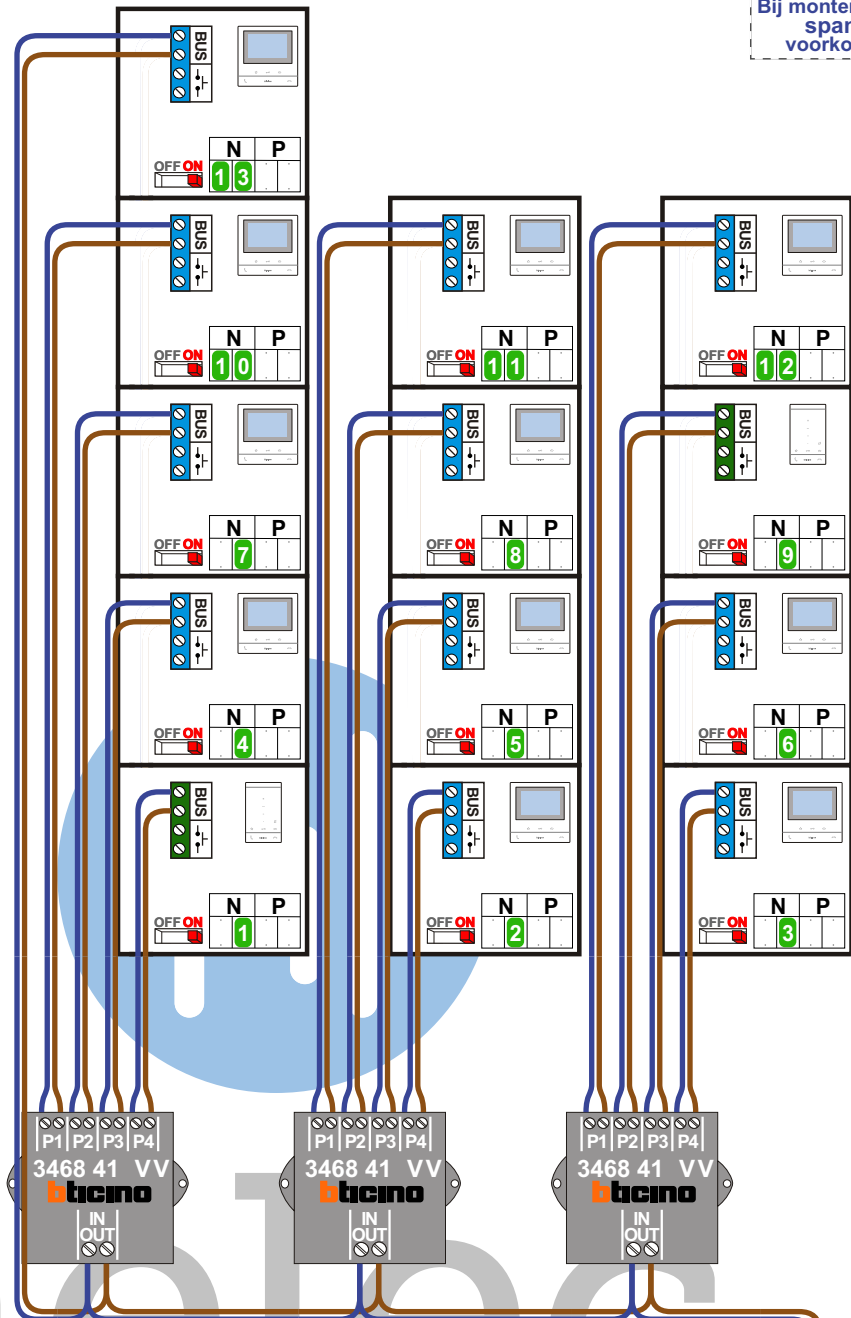 Bij monte
span
voorko
BUS
N P
OFF ON
1 3
BUS
N P
OFF ON
1 0
BUS
N P
OFF ON
1 1
BUS
N P
OFF ON
1 2
BUS
N P
OFF ON
7
BUS
N P
OFF ON
8
BUS
N P
OFF ON
9
BUS
N P
OFF ON
4
BUS
N P
OFF ON
5
BUS
N P
OFF ON
6
BUS
N P
OFF ON
1
BUS
N P
OFF ON
2
BUS
N P
OFF ON
3
P1 P2 P3 P4
3468 41 VV
bticino
IN
OUT
P1 P2 P3 P4
3468 41 VV
bticino
IN
OUT
P1 P2 P3 P4
3468 41 VV
bticino
IN
OUT